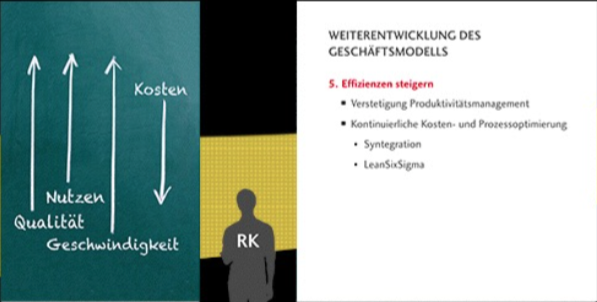 Kosten
Nutzen
Qualität
Geschwindigkeit
RK
WEITERENTWICKLUNG DES
GESCHÄFTSMODELLS
5. Effizienzen steigern
▪ Verstetigung Produktivitätsmanagement
▪ Kontinuierliche Kosten- und Prozessoptimierung
• Syntegration
• LeanSixSigma